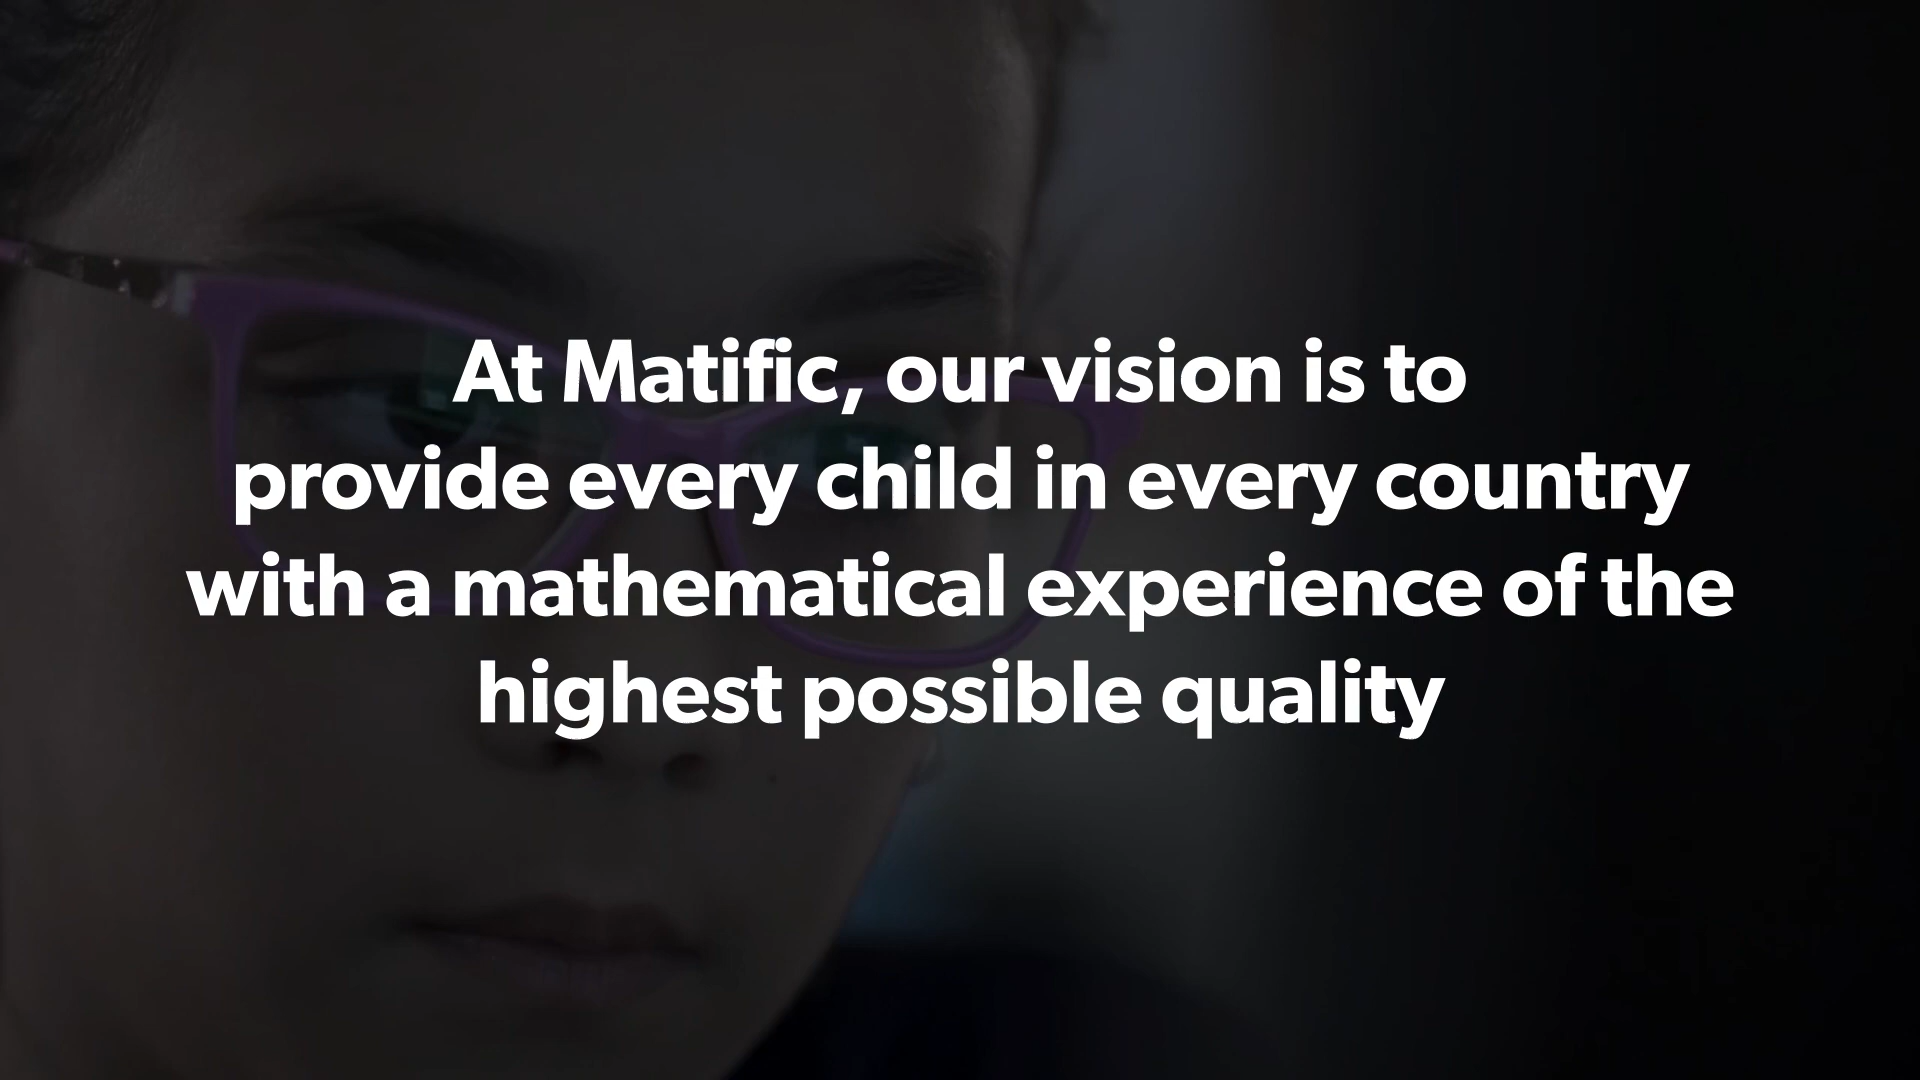 At Matific, our vision is to
provide every child in every country
with a mathematical experience of the
highest possible quality